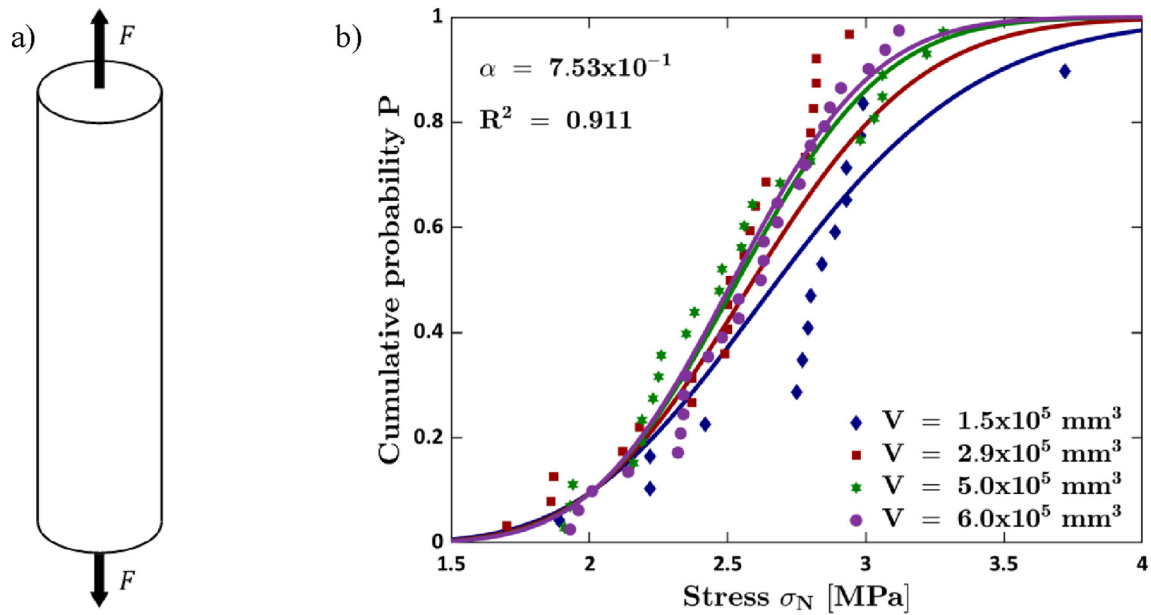 a)
F
F
b)
α = 7.53x10⁻¹
R² = 0.911
Cumulative probability P
1
0.8
0.6
0.4
0.2
0
V = 1.5x10⁵ mm³
V = 2.9x10⁵ mm³
V = 5.0x10⁵ mm³
V = 6.0x10⁵ mm³
1.5 2 2.5 3 3.5 4
Stress σN [MPa]